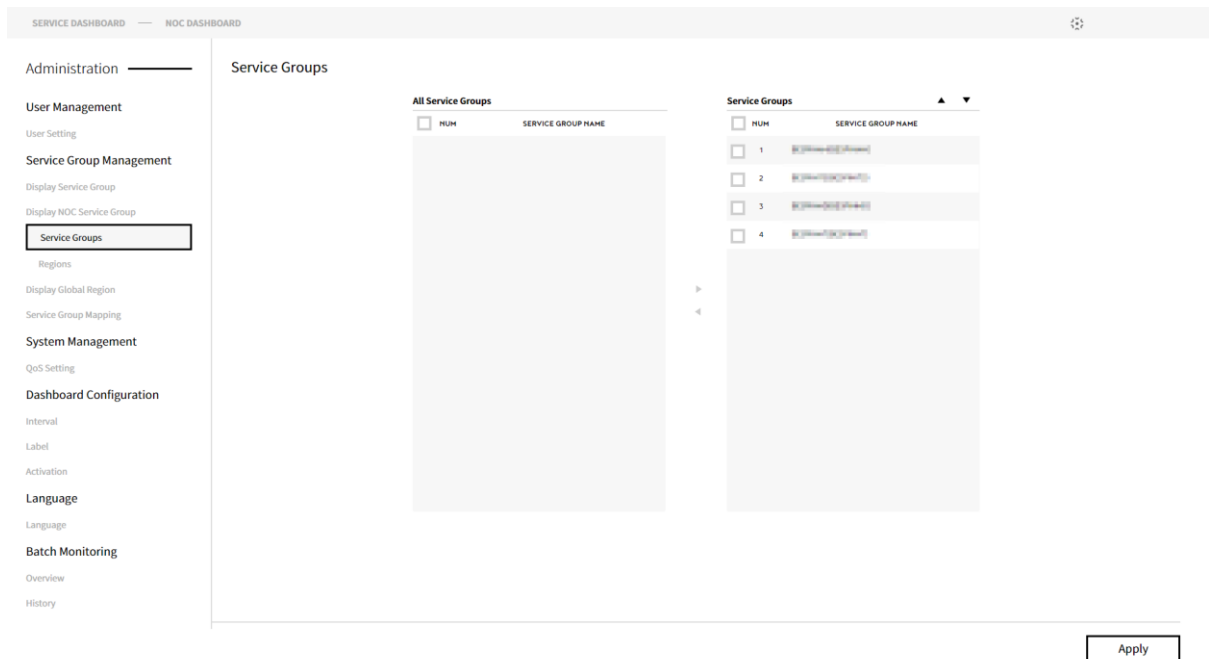 SERVICE DASHBOARD — NOC DASHBOARD
Administration
User Management
User Setting
Service Group Management
Display Service Group
Display NOC Service Group
Service Groups
Regions
Display Global Region
Service Group Mapping
System Management
QoS Setting
Dashboard Configuration
Interval
Label
Activation
Language
Language
Batch Monitoring
Overview
History
Service Groups
All Service Groups
NUM SERVICE GROUP NAME
Service Groups ▲ ▼
NUM SERVICE GROUP NAME
1
2
3
4
Apply